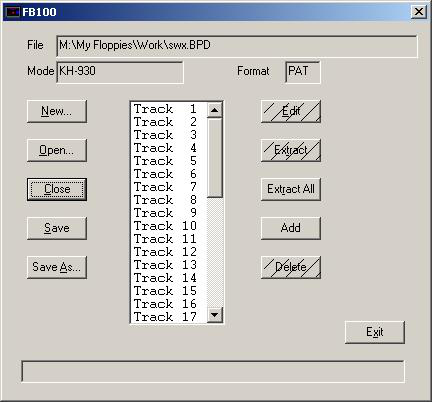 FB100
File M:\My Floppies\Work\swx.BPD
Mode KH-930 Format PAT
New...
Open...
Close
Save
Save As...
Track 1
Track 2
Track 3
Track 4
Track 5
Track 6
Track 7
Track 8
Track 9
Track 10
Track 11
Track 12
Track 13
Track 14
Track 15
Track 16
Track 17
Edit
Extract
Extract All
Add
Delete
Exit